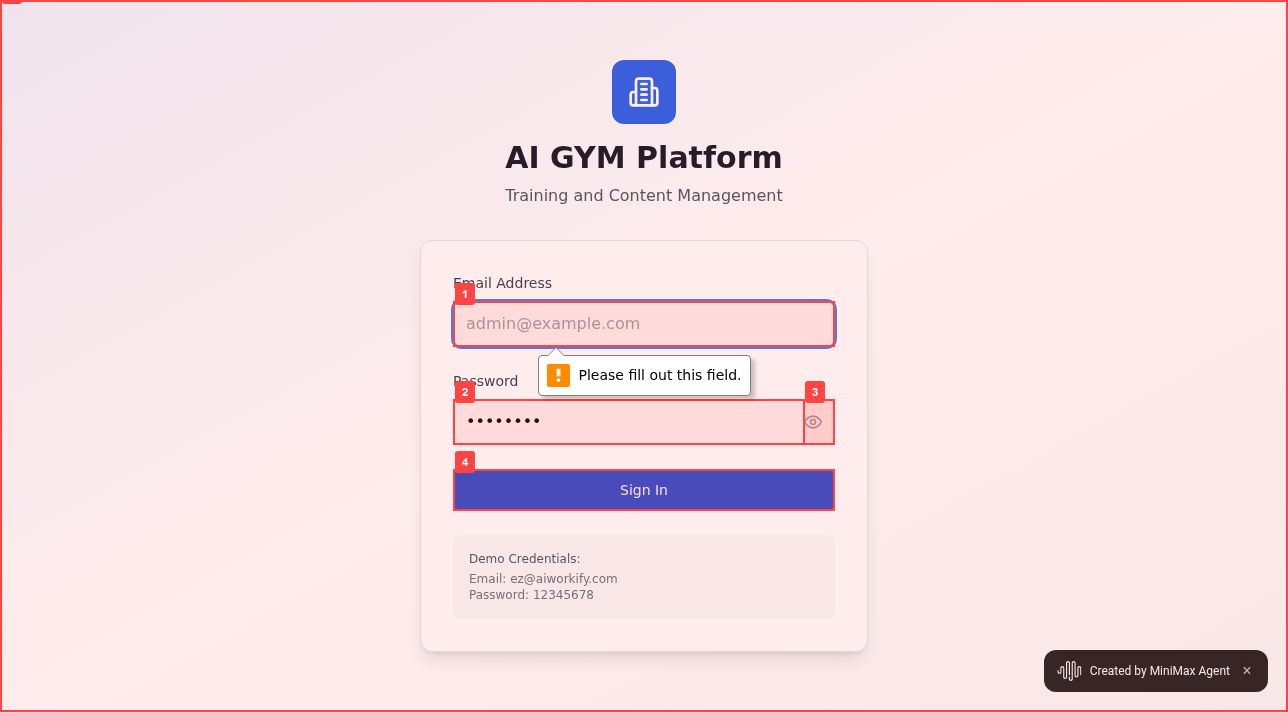 AI GYM Platform
Training and Content Management
Email Address
1
admin@example.com
Please fill out this field.
Password
2
3
••••••••
4
Sign In
Demo Credentials:
Email: ez@aiworkify.com
Password: 12345678
Created by MiniMax Agent ×